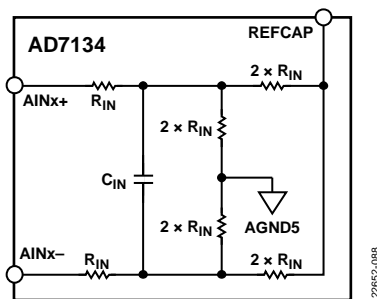 REFCAP
AD7134
2 × RIN
AINx+
RIN
2 × RIN
CIN
2 × RIN
AGND5
AINx–
RIN
2 × RIN
22652-088